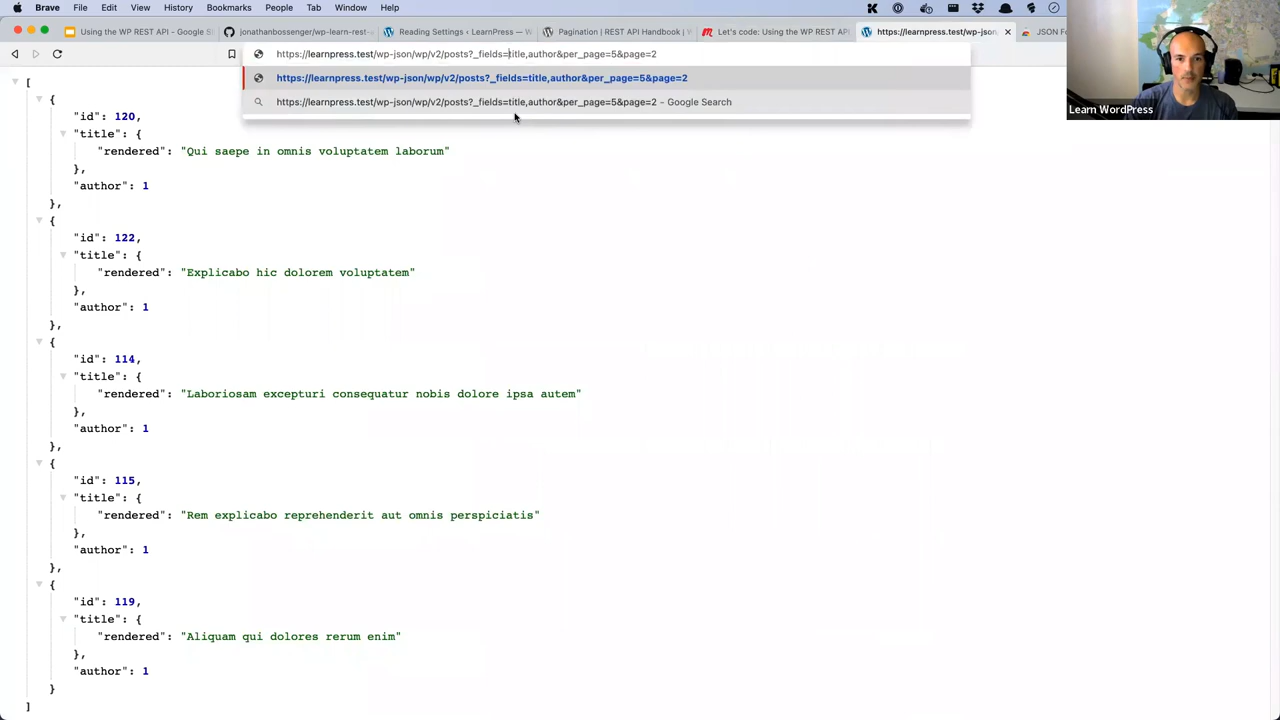 Brave File Edit View History Bookmarks People Tab Window Help
Using the WP REST API - Google S
jonathanbossenger/wp-learn-rest-
Reading Settings ‹ LearnPress — W
Pagination | REST API Handbook |
Let's code: Using the WP REST API
https://learnpress.test/wp-json/
JSON Fo
https://learnpress.test/wp-json/wp/v2/posts?_fields=title,author&per_page=5&page=2
https://learnpress.test/wp-json/wp/v2/posts?_fields=title,author&per_page=5&page=2
https://learnpress.test/wp-json/wp/v2/posts?_fields=title,author&per_page=5&page=2 – Google Search
Learn WordPress
[
{
"id": 120,
"title": {
"rendered": "Qui saepe in omnis voluptatem laborum"
},
"author": 1
},
{
"id": 122,
"title": {
"rendered": "Explicabo hic dolorem voluptatem"
},
"author": 1
},
{
"id": 114,
"title": {
"rendered": "Laboriosam excepturi consequatur nobis dolore ipsa autem"
},
"author": 1
},
{
"id": 115,
"title": {
"rendered": "Rem explicabo reprehenderit aut omnis perspiciatis"
},
"author": 1
},
{
"id": 119,
"title": {
"rendered": "Aliquam qui dolores rerum enim"
},
"author": 1
}
]